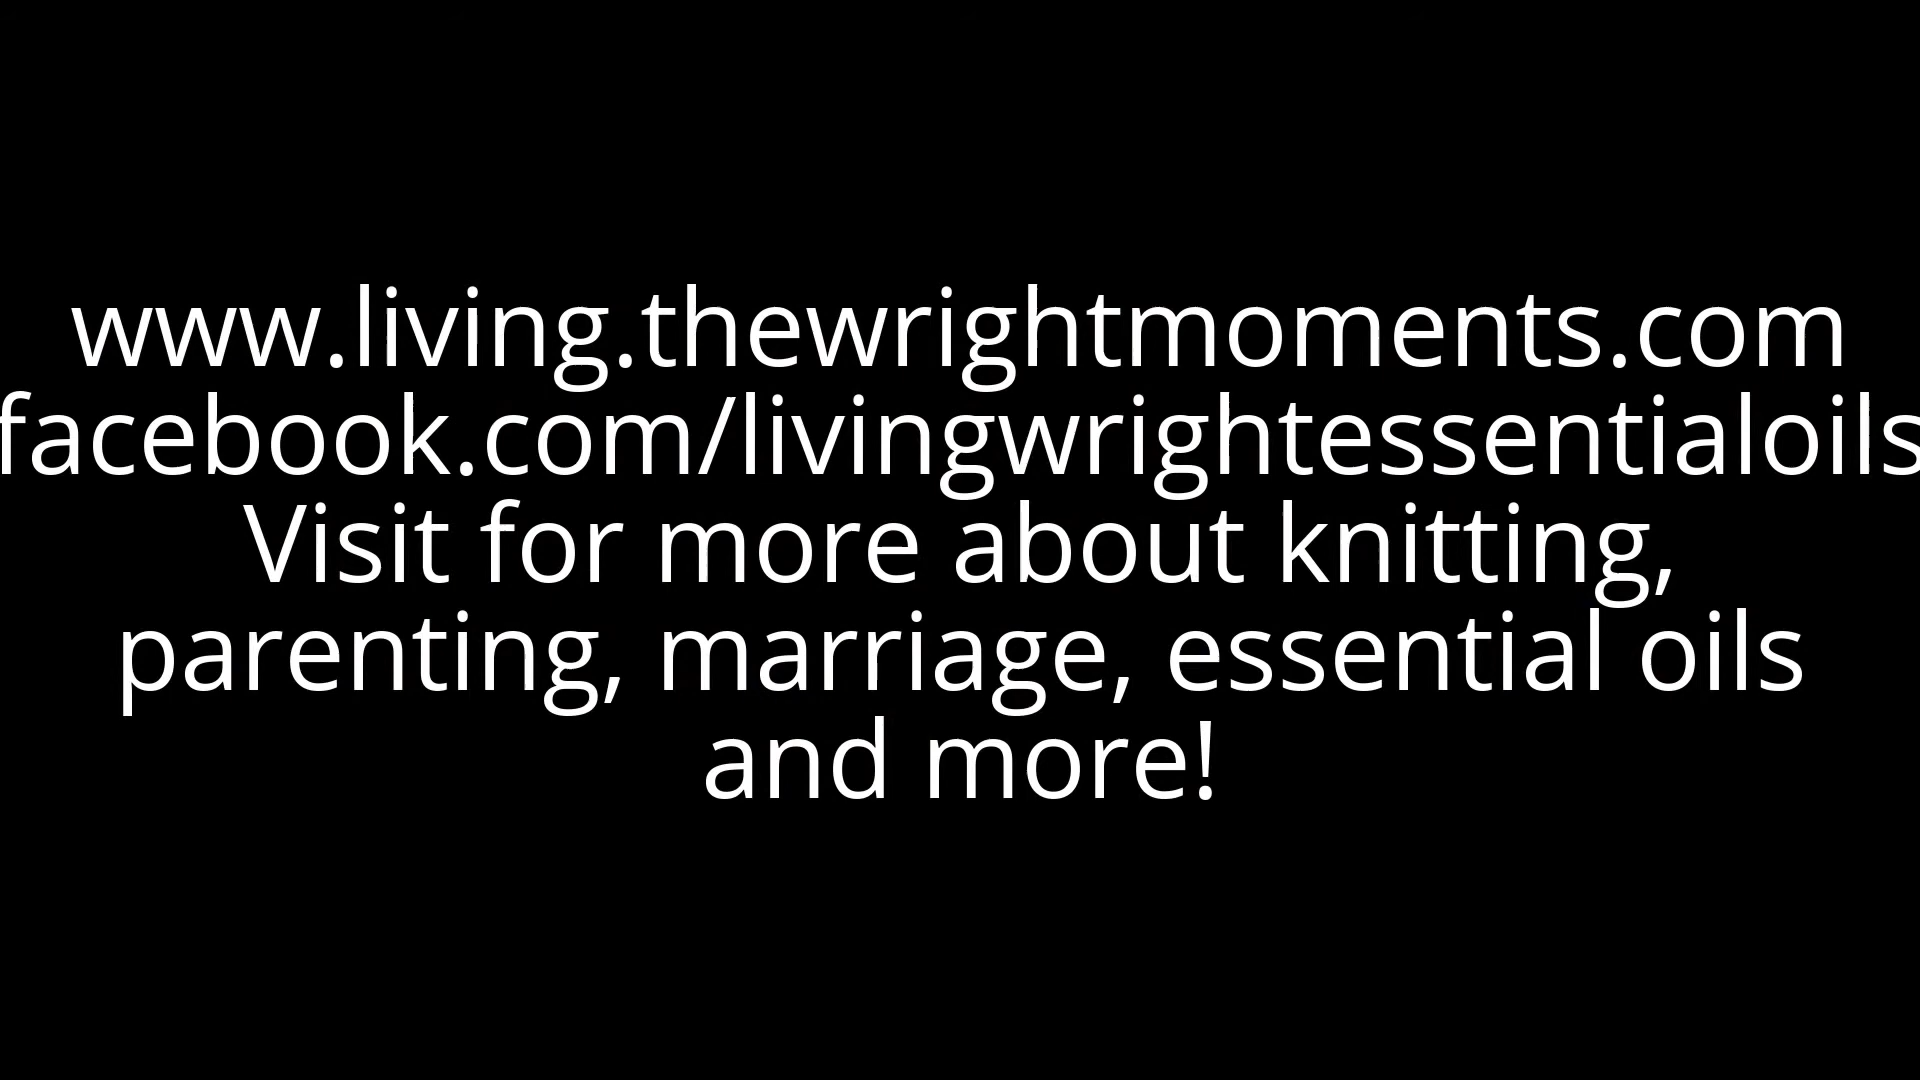 www.living.thewrightmoments.com
facebook.com/livingwrightessentialoils
Visit for more about knitting,
parenting, marriage, essential oils
and more!